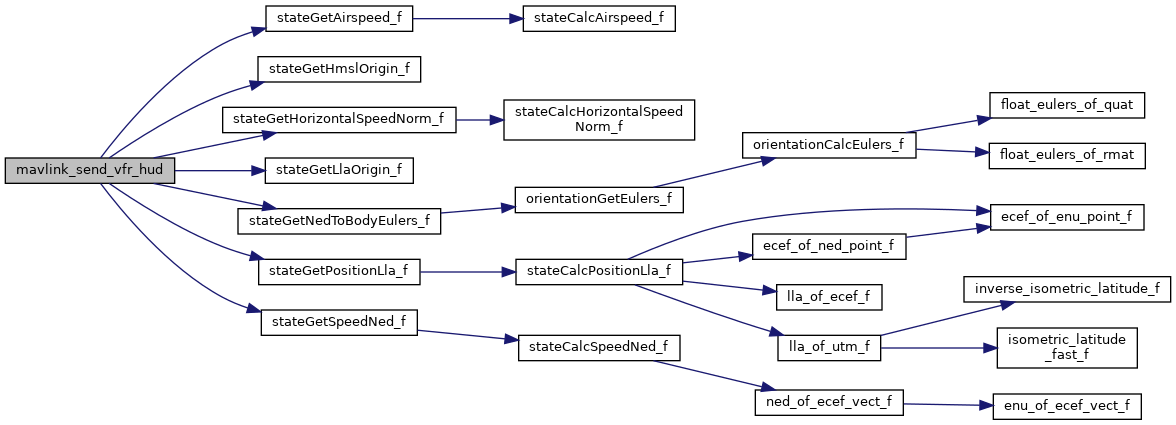 mavlink_send_vfr_hud
stateGetAirspeed_f
stateCalcAirspeed_f
stateGetHmslOrigin_f
stateGetHorizontalSpeedNorm_f
stateCalcHorizontalSpeed
Norm_f
stateGetLlaOrigin_f
stateGetNedToBodyEulers_f
orientationGetEulers_f
orientationCalcEulers_f
float_eulers_of_quat
float_eulers_of_rmat
stateGetPositionLla_f
stateCalcPositionLla_f
ecef_of_enu_point_f
ecef_of_ned_point_f
lla_of_ecef_f
lla_of_utm_f
inverse_isometric_latitude_f
isometric_latitude
_fast_f
stateGetSpeedNed_f
stateCalcSpeedNed_f
ned_of_ecef_vect_f
enu_of_ecef_vect_f